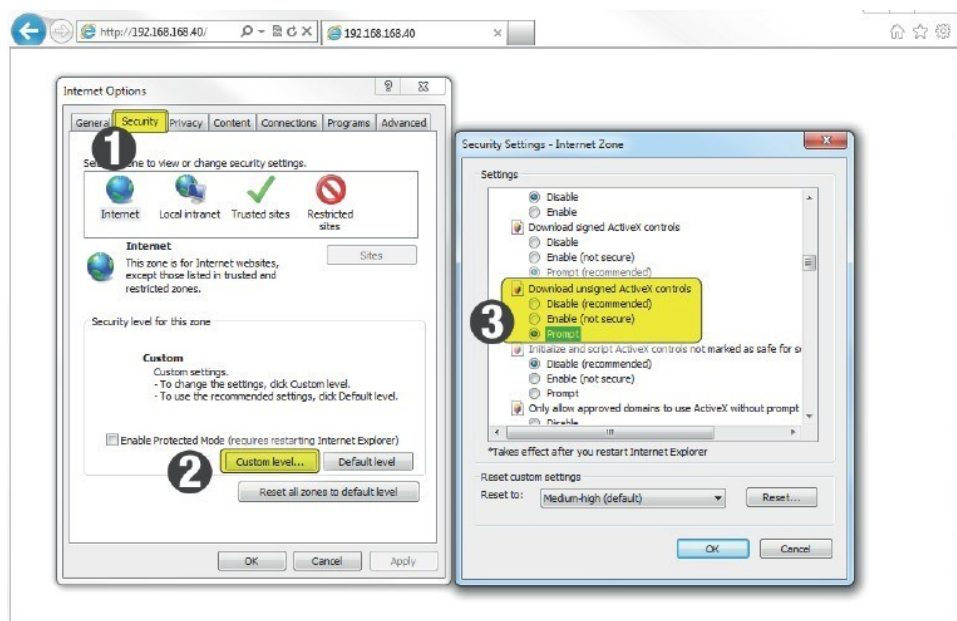 http://192.168.168.40/
192.168.168.40
Internet Options
General Security Privacy Content Connections Programs Advanced
1
zone to view or change security settings.
Internet Local intranet Trusted sites Restricted sites
Internet
This zone is for Internet websites,
except those listed in trusted and
restricted zones.
Sites
Security level for this zone
Custom
Custom settings.
- To change the settings, click Custom level.
- To use the recommended settings, click Default level.
Enable Protected Mode (requires restarting Internet Explorer)
2
Custom level... Default level
Reset all zones to default level
OK Cancel Apply
Security Settings - Internet Zone
Settings
Disable
Enable
Download signed ActiveX controls
Disable
Enable (not secure)
Prompt (recommended)
Download unsigned ActiveX controls
Disable (recommended)
3
Enable (not secure)
Prompt
Initialize and script ActiveX controls not marked as safe for s
Disable (recommended)
Enable (not secure)
Prompt
Only allow approved domains to use ActiveX without prompt
Disable
*Takes effect after you restart Internet Explorer
Reset custom settings
Reset to: Medium-high (default) Reset...
OK Cancel